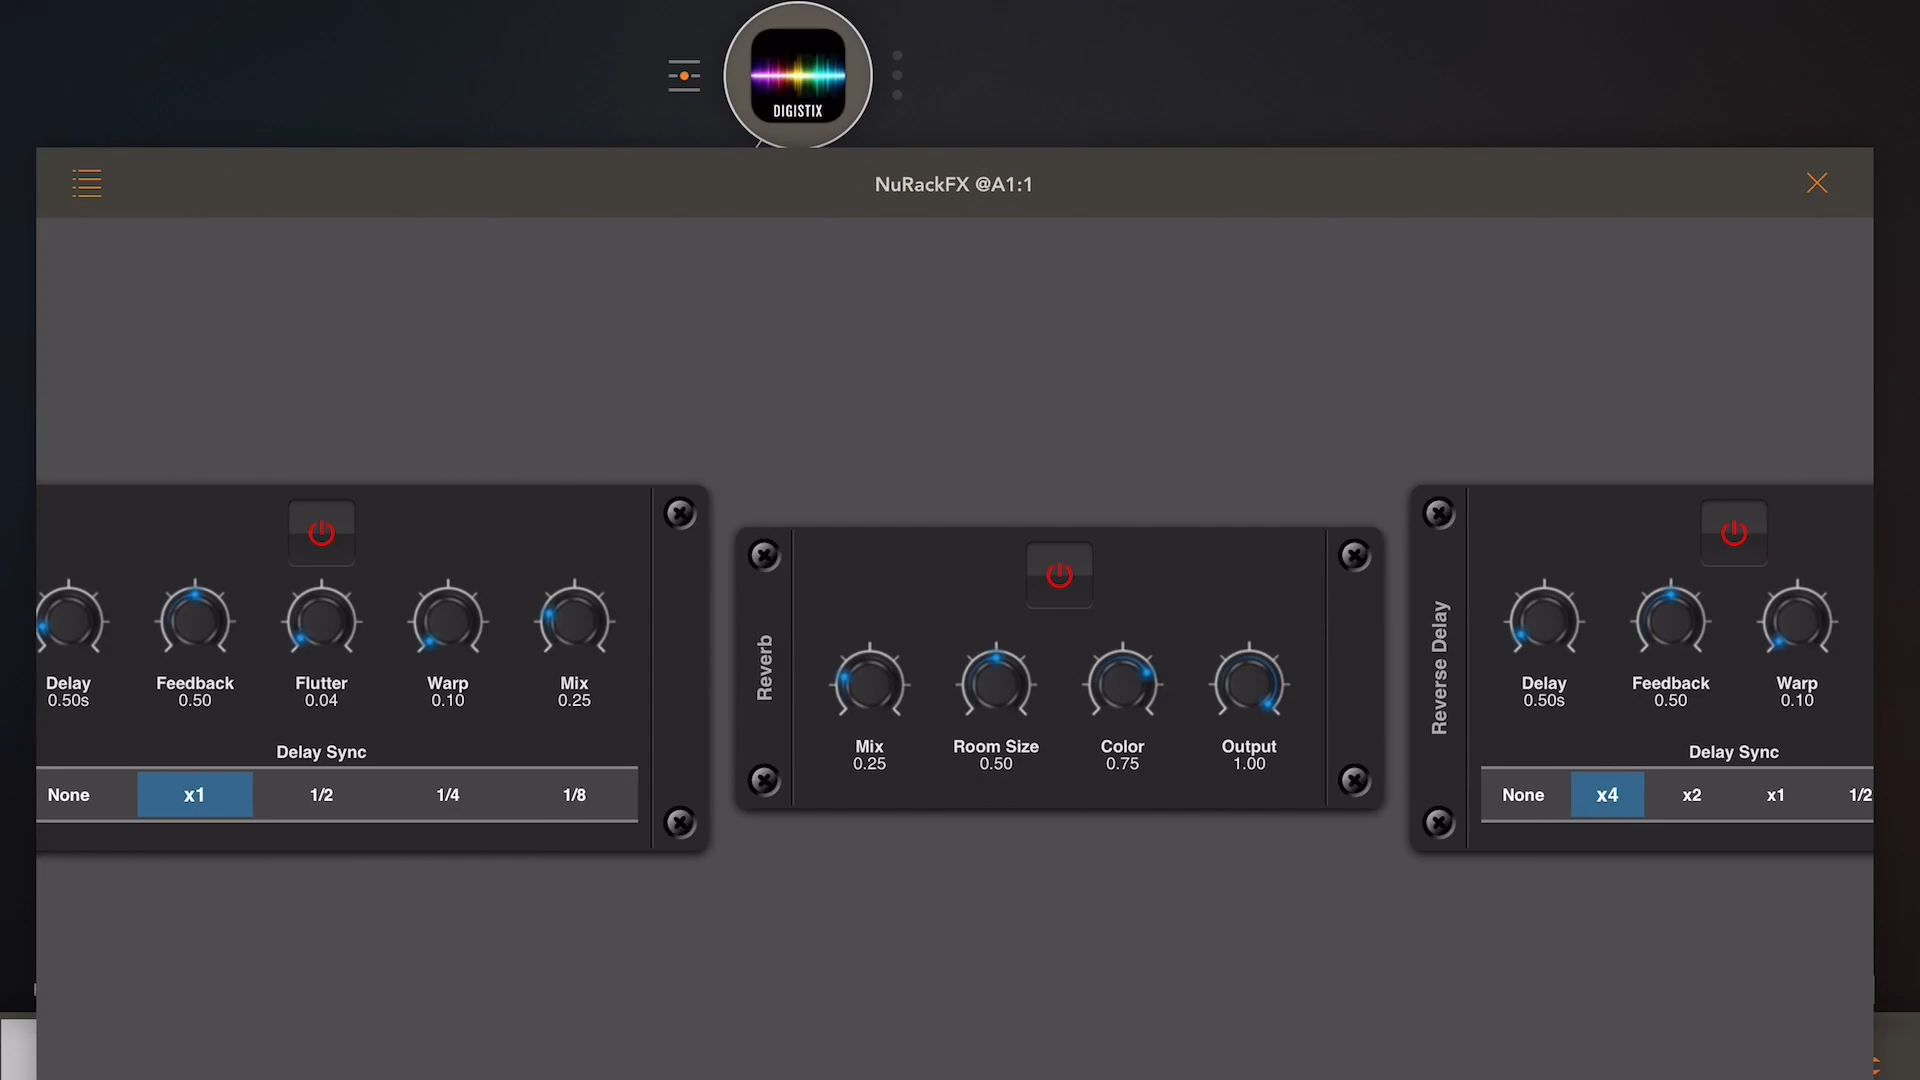 DIGISTIX
NuRackFX @A1:1
Delay
0.50s
Feedback
0.50
Flutter
0.04
Warp
0.10
Mix
0.25
Delay Sync
None x1 1/2 1/4 1/8
Reverb
Mix
0.25
Room Size
0.50
Color
0.75
Output
1.00
Reverse Delay
Delay
0.50s
Feedback
0.50
Warp
0.10
Delay Sync
None x4 x2 x1 1/2